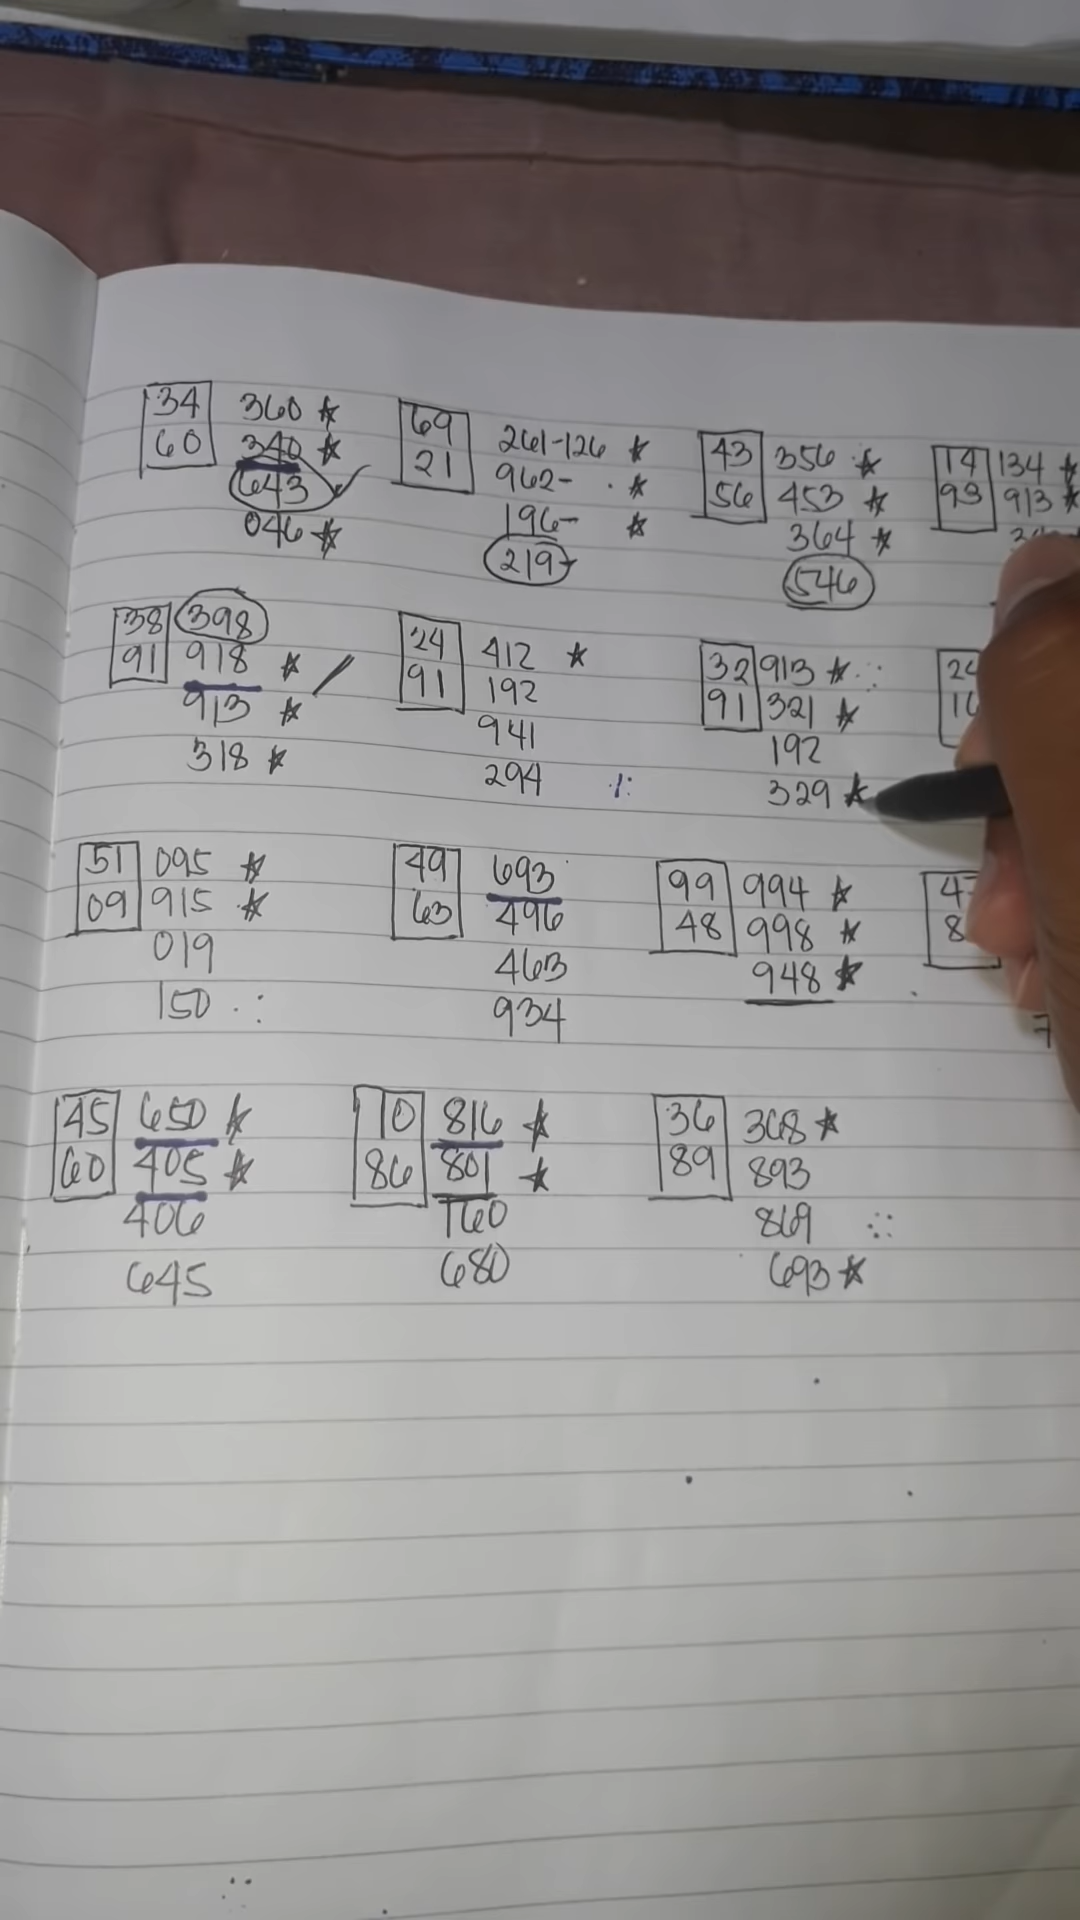 34 360 ★
60 340 ★
643 ✓
046 ★
69 261-126 ★
21 962- ★
196- ★
219-
43 356 ★
56 453 ★
364 ★
546
14 134 ★
93 913 ★
38 398
91 918 ★ /
913 ★
318 ★
24 412 ★
91 192
941
294
32 913 ★
91 321 ★
192
329 ★
51 095 ★
09 915 ★
019
150
49 693
63 496
463
934
99 994 ★
48 998 ★
948 ★
45 650 ★
60 405 ★
406
645
10 816 ★
86 801 ★
160
680
36 368 ★
89 893
869
693 ★